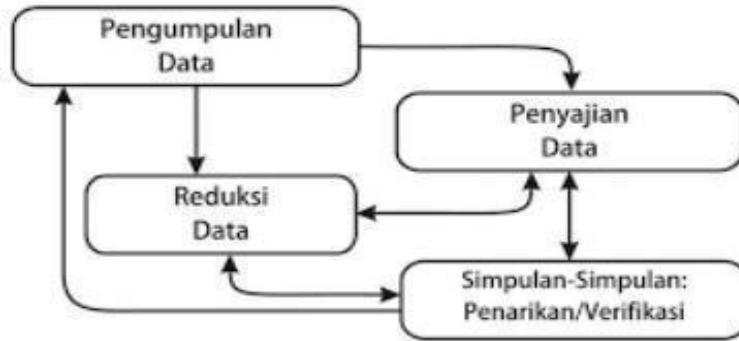 Pengumpulan
Data
Penyajian
Data
Reduksi
Data
Simpulan-Simpulan:
Penarikan/Verifikasi